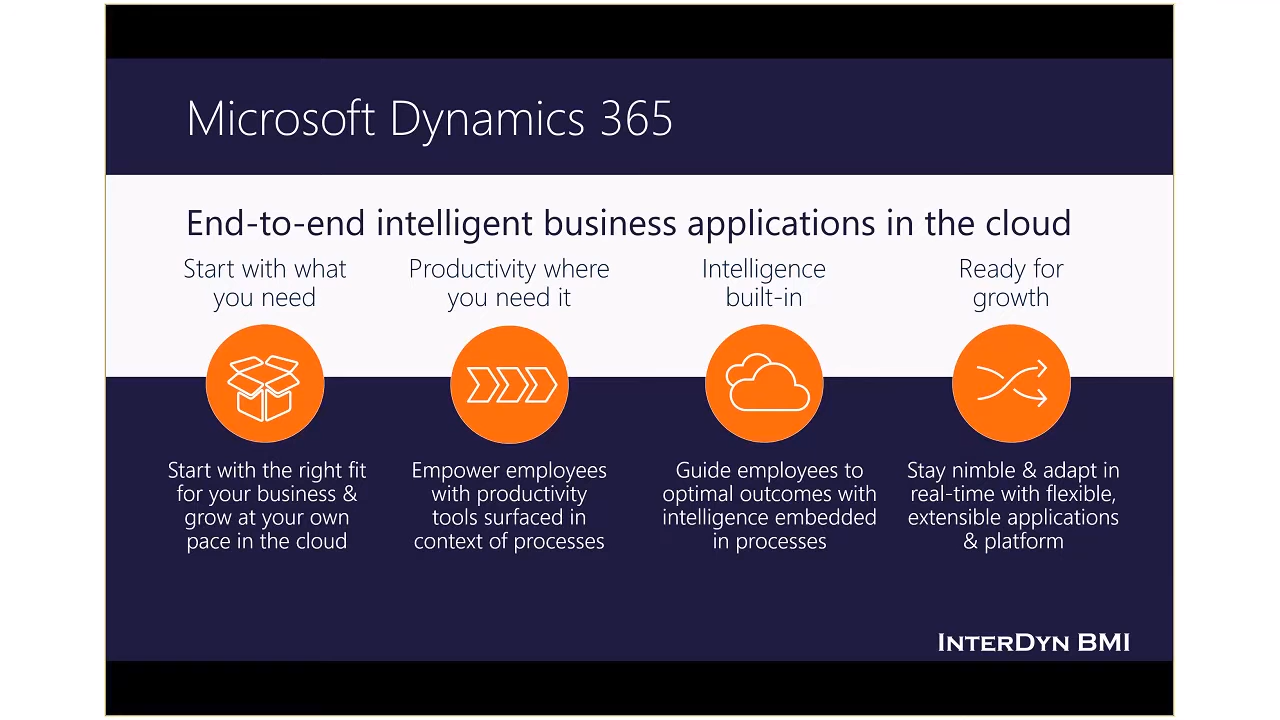 Microsoft Dynamics 365
End-to-end intelligent business applications in the cloud
Start with what
you need
Productivity where
you need it
Intelligence
built-in
Ready for
growth
Start with the right fit
for your business &
grow at your own
pace in the cloud
Empower employees
with productivity
tools surfaced in
context of processes
Guide employees to
optimal outcomes with
intelligence embedded
in processes
Stay nimble & adapt in
real-time with flexible,
extensible applications
& platform
INTERDYN BMI